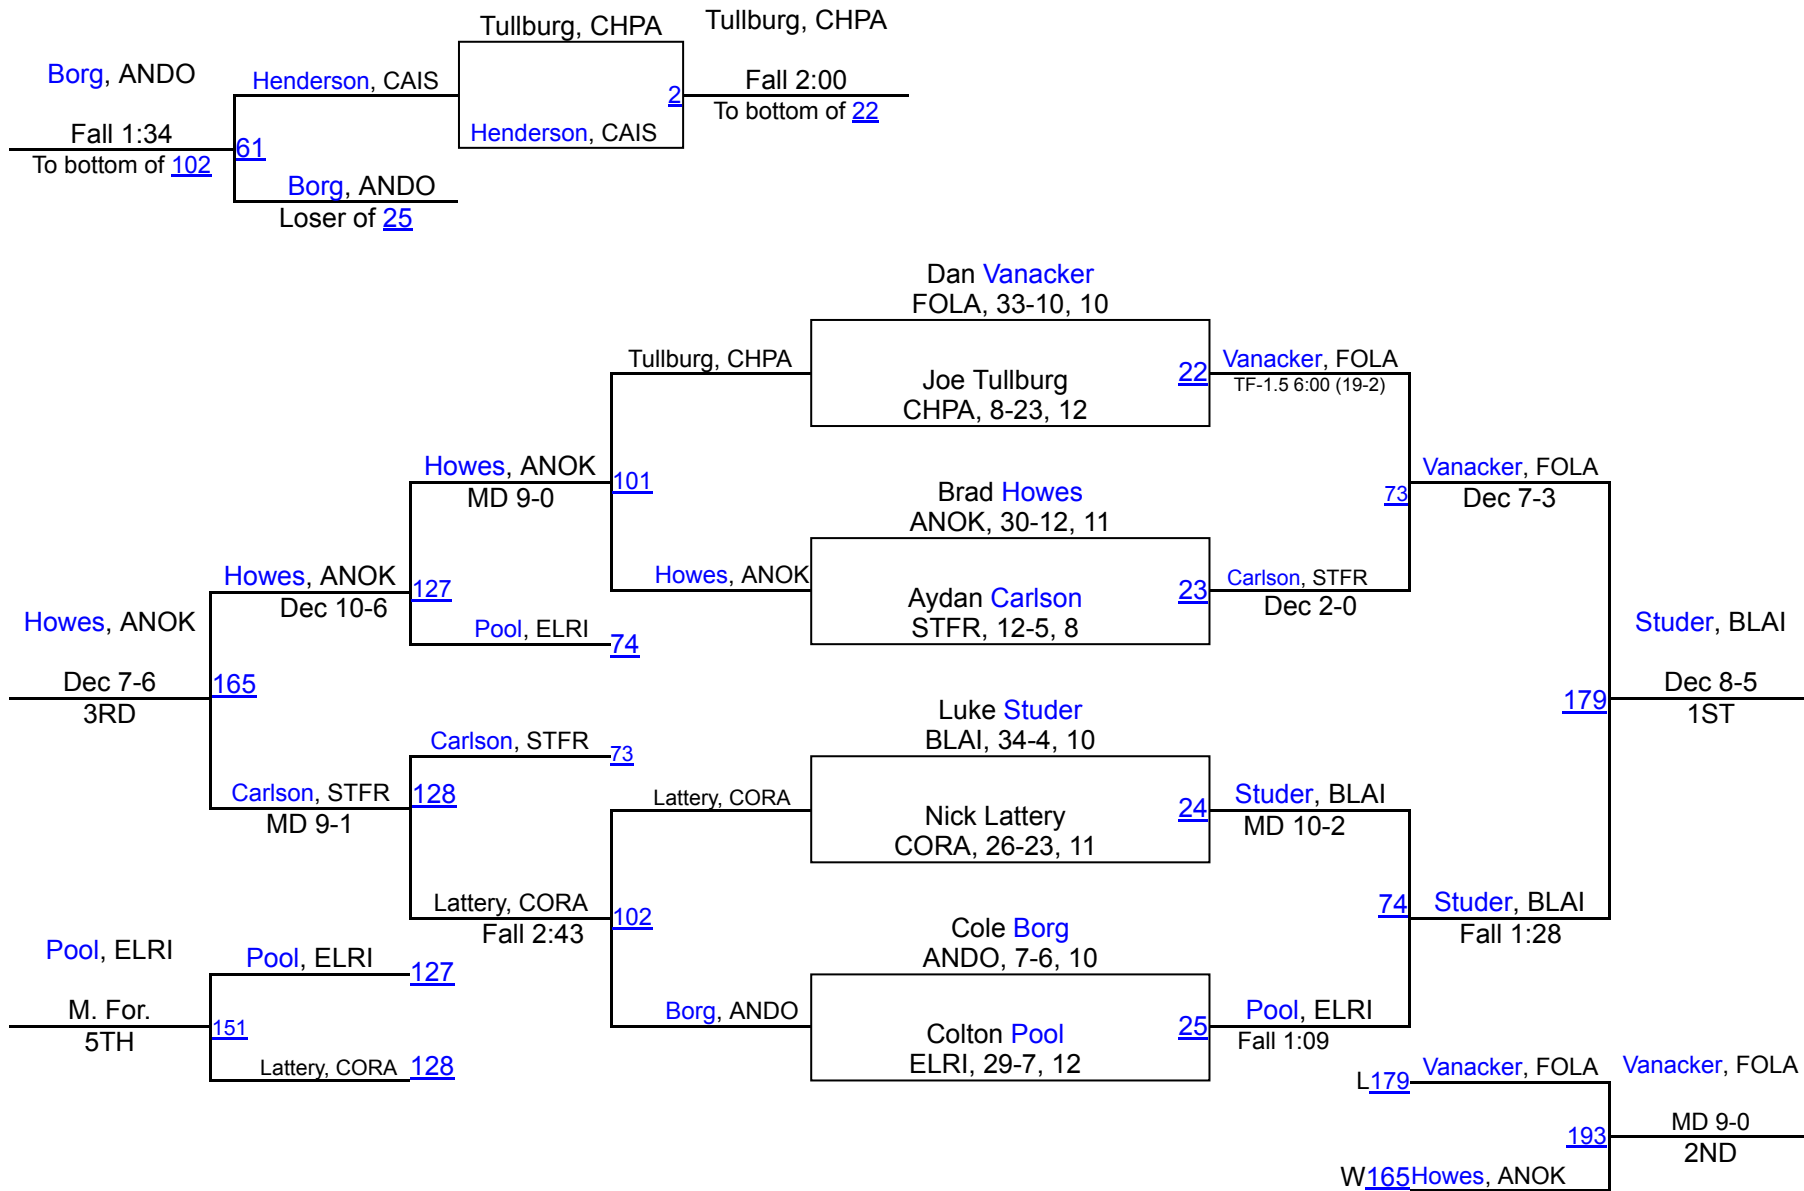 Tullburg, CHPA
Tullburg, CHPA
Borg, ANDO
Henderson, CAIS
2
Fall 2:00
To bottom of 22
Henderson, CAIS
Fall 1:34
61
To bottom of 102
Borg, ANDO
Loser of 25
Dan Vanacker
FOLA, 33-10, 10
Tullburg, CHPA
Joe Tullburg
CHPA, 8-23, 12
22
Vanacker, FOLA
TF-1.5 6:00 (19-2)
Howes, ANOK
MD 9-0
101
Brad Howes
ANOK, 30-12, 11
73
Vanacker, FOLA
Dec 7-3
Howes, ANOK
Dec 10-6
127
Howes, ANOK
Aydan Carlson
STFR, 12-5, 8
23
Carlson, STFR
Dec 2-0
Howes, ANOK
Pool, ELRI
74
Studer, BLAI
Dec 7-6
3RD
165
Luke Studer
BLAI, 34-4, 10
179
Dec 8-5
1ST
Carlson, STFR
73
Carlson, STFR
MD 9-1
128
Lattery, CORA
Nick Lattery
CORA, 26-23, 11
24
Studer, BLAI
MD 10-2
Lattery, CORA
Fall 2:43
102
Cole Borg
ANDO, 7-6, 10
74
Studer, BLAI
Fall 1:28
Pool, ELRI
Pool, ELRI
127
M. For.
5TH
151
Borg, ANDO
Colton Pool
ELRI, 29-7, 12
25
Pool, ELRI
Fall 1:09
Lattery, CORA
128
L179
Vanacker, FOLA
Vanacker, FOLA
193
MD 9-0
2ND
W165
Howes, ANOK